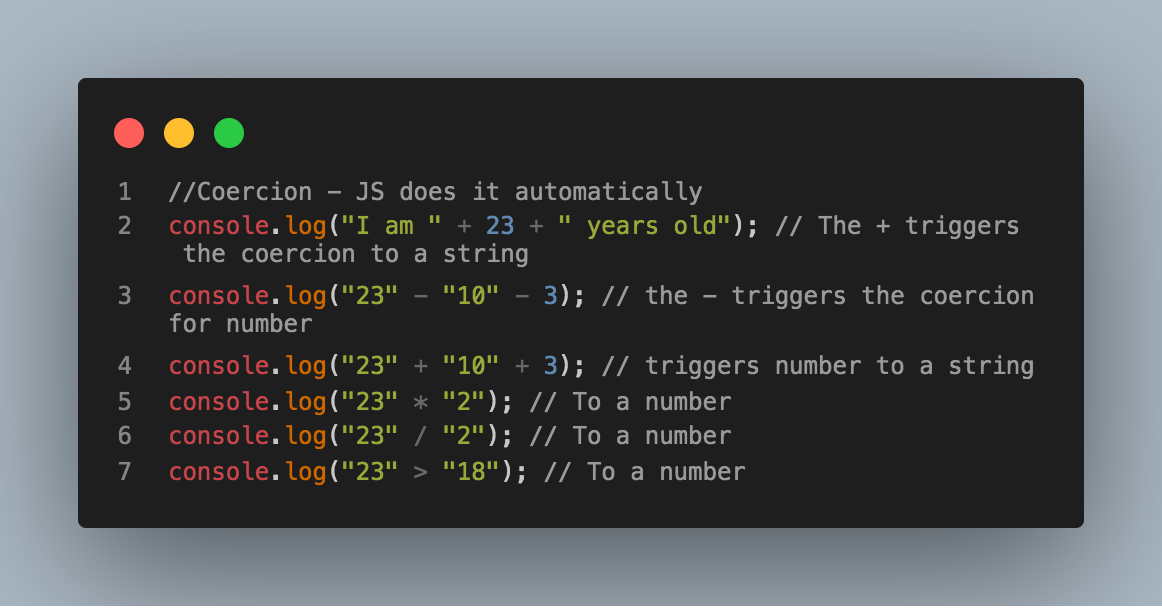 1 //Coercion – JS does it automatically
2 console.log("I am " + 23 + " years old"); // The + triggers
the coercion to a string
3 console.log("23" – "10" – 3); // the – triggers the coercion
for number
4 console.log("23" + "10" + 3); // triggers number to a string
5 console.log("23" * "2"); // To a number
6 console.log("23" / "2"); // To a number
7 console.log("23" > "18"); // To a number